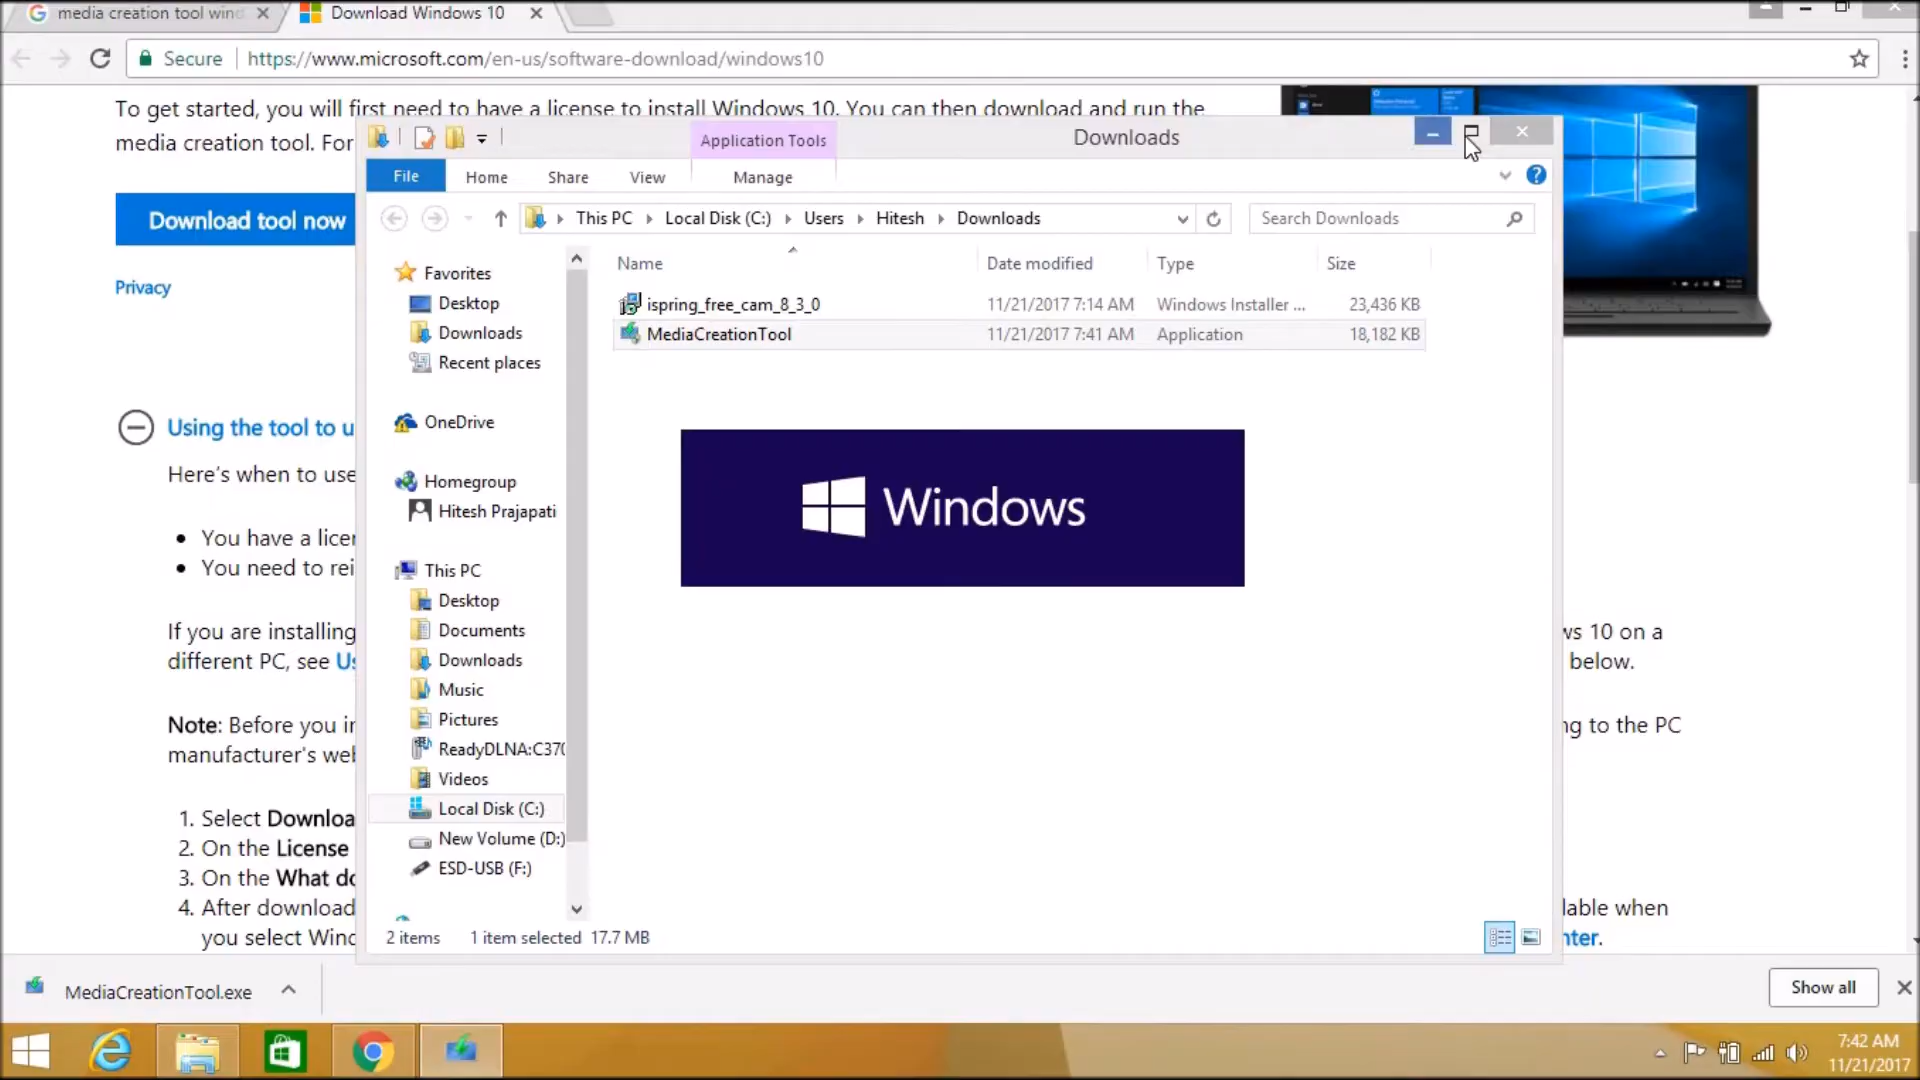 media creation tool wind
Download Windows 10
Secure
https://www.microsoft.com/en-us/software-download/windows10
To get started, you will first need to have a license to install Windows 10. You can then download and run the
media creation tool. For
Application Tools
Downloads
File
Home
Share
View
Manage
Download tool now
This PC
Local Disk (C:)
Users
Hitesh
Downloads
Search Downloads
Privacy
Name
Date modified
Type
Size
ispring_free_cam_8_3_0
11/21/2017 7:14 AM
Windows Installer ...
23,436 KB
MediaCreationTool
11/21/2017 7:41 AM
Application
18,182 KB
Favorites
Desktop
Downloads
Recent places
OneDrive
Homegroup
Hitesh Prajapati
This PC
Desktop
Documents
Downloads
Music
Pictures
ReadyDLNA:C370
Videos
Local Disk (C:)
New Volume (D:)
ESD-USB (F:)
Windows
Using the tool to u
Here's when to use
You have a licen
You need to rei
If you are installing
ws 10 on a
different PC, see Us
below.
Note: Before you in
ng to the PC
manufacturer's web
1. Select Downloa
2. On the License
3. On the What do
4. After download
lable when
you select Wind
nter.
2 items
1 item selected 17.7 MB
MediaCreationTool.exe
Show all
7:42 AM
11/21/2017